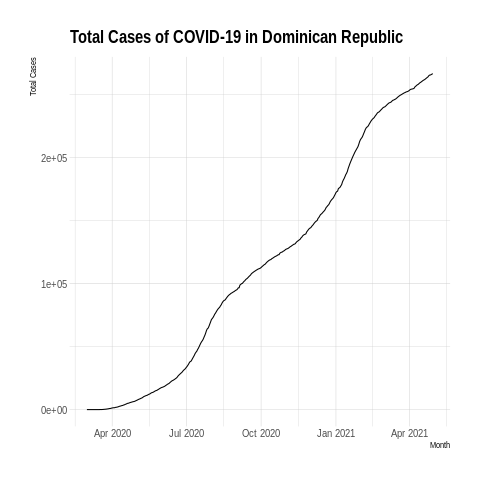 Total Cases of COVID-19 in Dominican Republic
Total Cases
2e+05
1e+05
0e+00
Apr 2020 Jul 2020 Oct 2020 Jan 2021 Apr 2021
Month